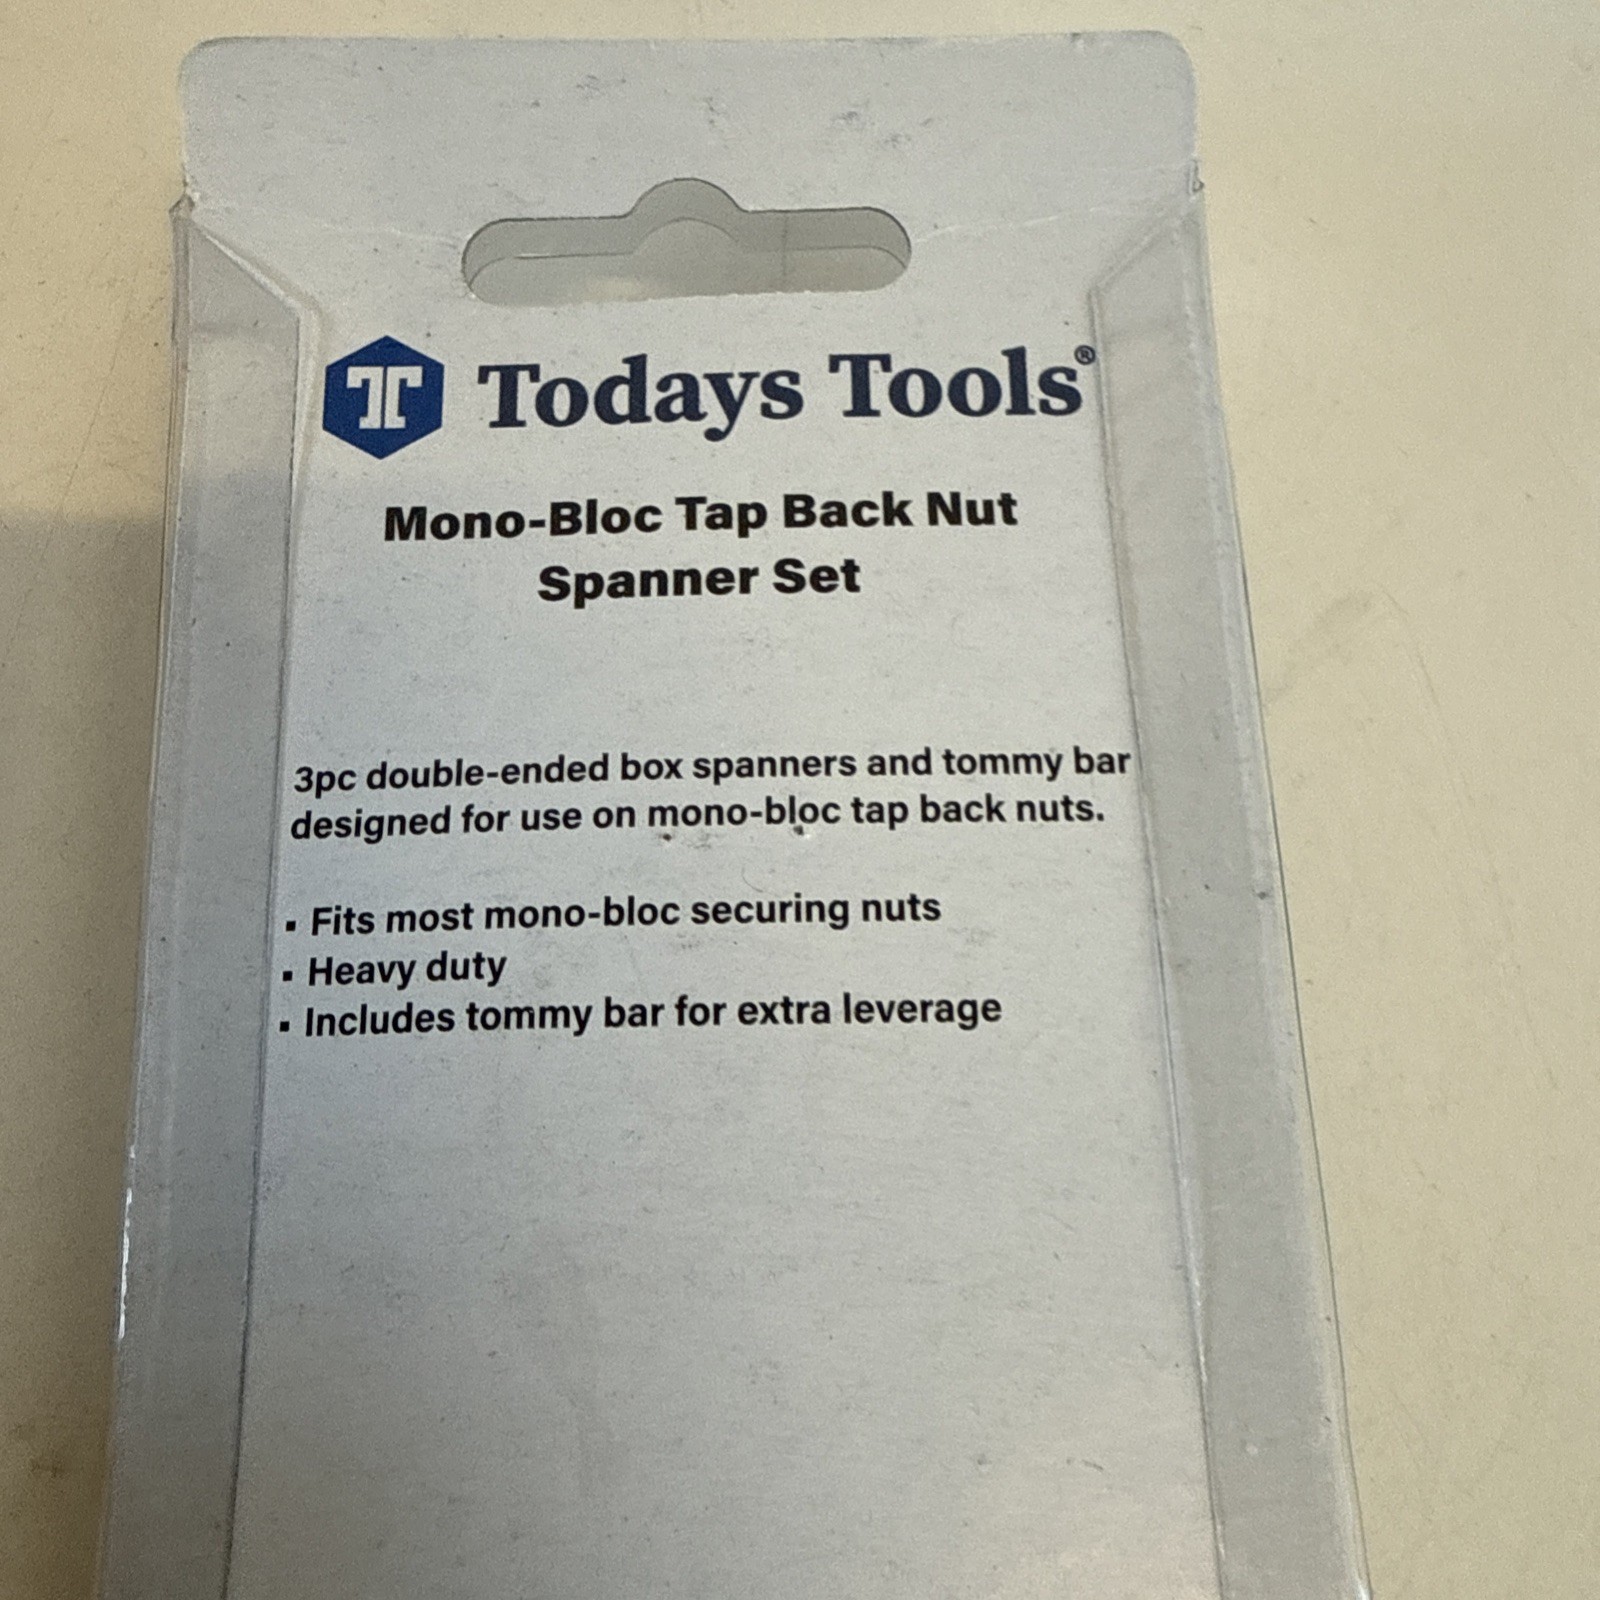 Todays Tools®
Mono-Bloc Tap Back Nut
Spanner Set
3pc double-ended box spanners and tommy bar
designed for use on mono-bloc tap back nuts.
▪ Fits most mono-bloc securing nuts
▪ Heavy duty
▪ Includes tommy bar for extra leverage